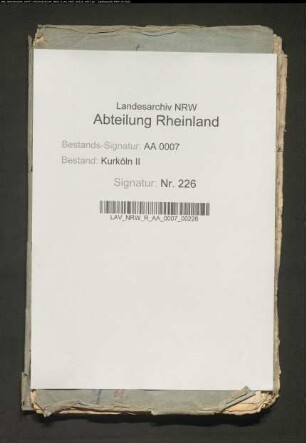 Landesarchiv NRW
Abteilung Rheinland
Bestands-Signatur: AA 0007
Bestand: Kurköln II
Signatur: Nr. 226
LAV_NRW_R_AA_0007_00226